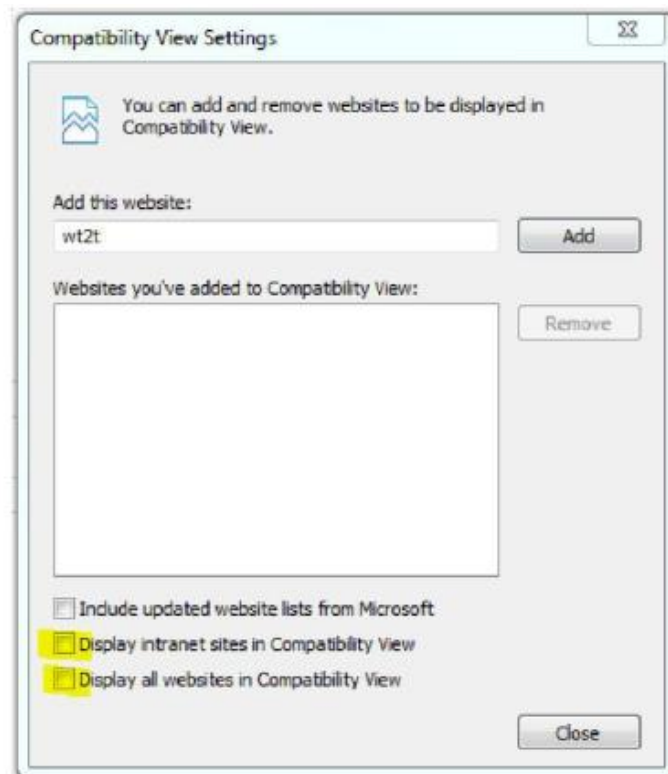 Compatibility View Settings
You can add and remove websites to be displayed in
Compatibility View.
Add this website:
wt2t
Add
Websites you've added to Compatibility View:
Remove
Include updated website lists from Microsoft
Display intranet sites in Compatibility View
Display all websites in Compatibility View
Close